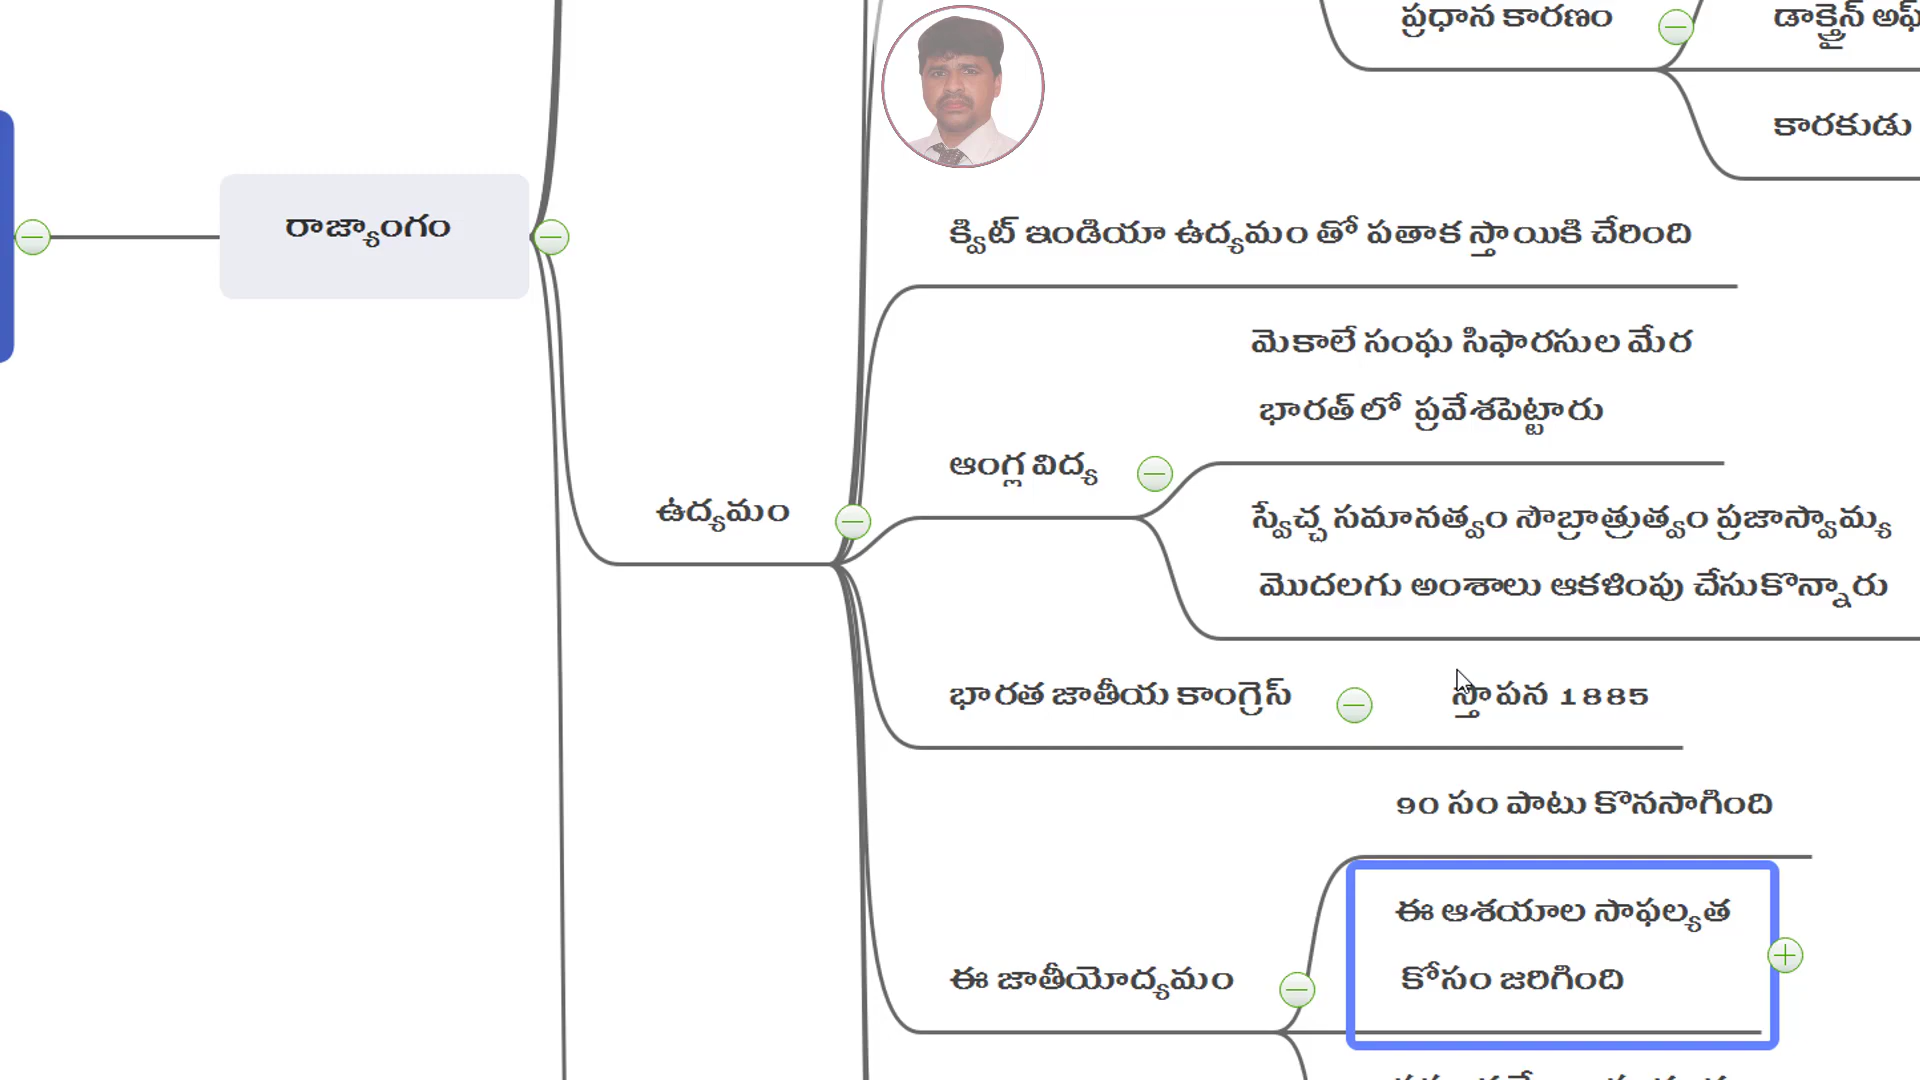 ప్రధాన కారణం
కారకుడు
రాజ్యాంగం
క్విట్ ఇండియా ఉద్యమం తో పతాక స్తాయికి చేరింది
మెకాలే సంఘ సిఫారసుల మేర
భారత్ లో ప్రవేశపెట్టారు
ఆంగ్ల విద్య
ఉద్యమం
స్వేచ్చ సమానత్వం సౌబ్రాత్రుత్వం ప్రజాస్వామ్య
మొదలగు అంశాలు ఆకళింపు చేసుకొన్నారు
భారత జాతీయ కాంగ్రెస్
స్తాపన 1885
90 సం పాటు కొనసాగింది
ఈ ఆశయాల సాఫల్యత
కోసం జరిగింది
ఈ జాతీయోద్యమం